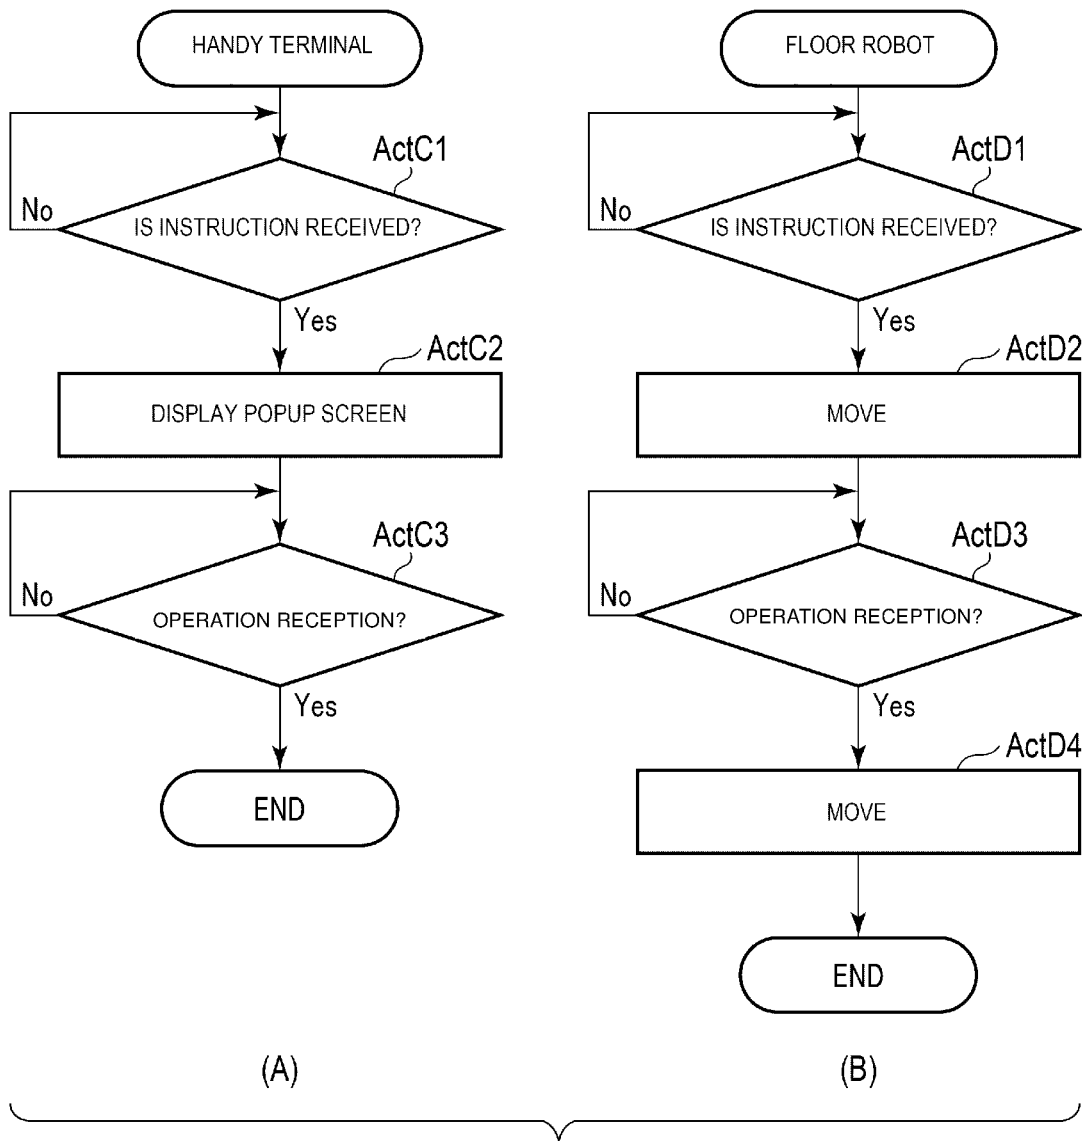 HANDY TERMINAL
ActC1
No
IS INSTRUCTION RECEIVED?
Yes
ActC2
DISPLAY POPUP SCREEN
ActC3
No
OPERATION RECEPTION?
Yes
END
(A)
FLOOR ROBOT
ActD1
No
IS INSTRUCTION RECEIVED?
Yes
ActD2
MOVE
ActD3
No
OPERATION RECEPTION?
Yes
ActD4
MOVE
END
(B)